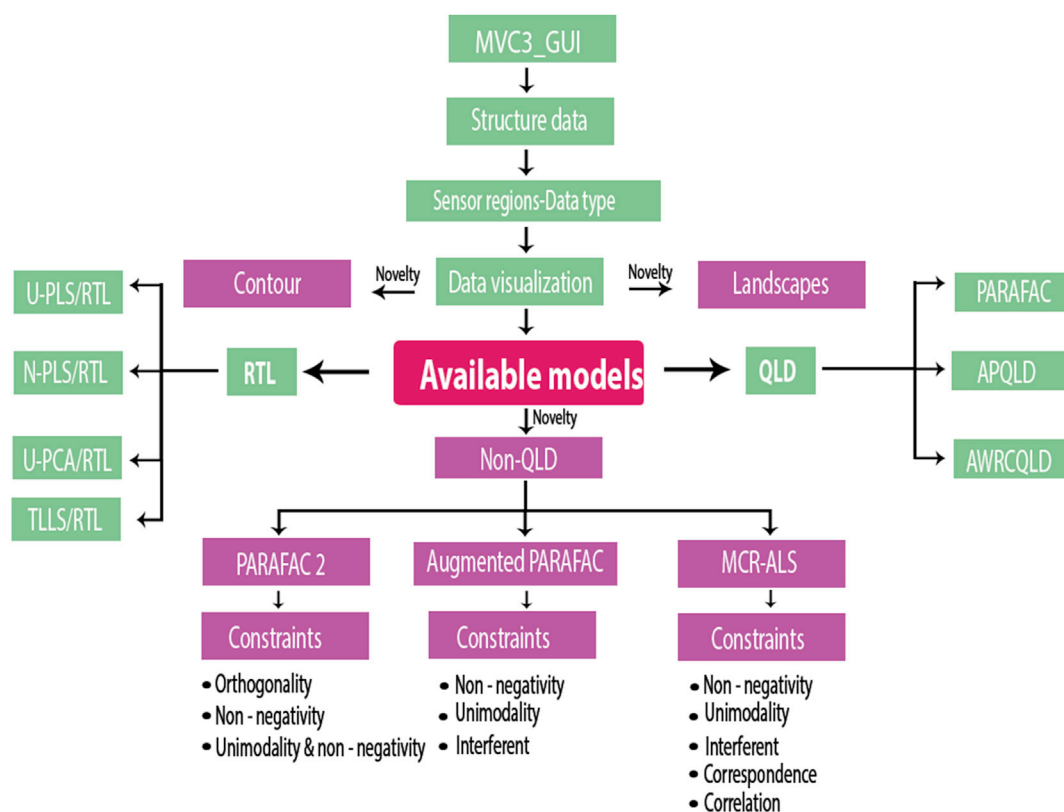 MVC3_GUI
Structure data
Sensor regions-Data type
Contour
Novelty
Data visualization
Novelty
Landscapes
U-PLS/RTL
N-PLS/RTL
U-PCA/RTL
TLLS/RTL
RTL
Available models
QLD
PARAFAC
APQLD
AWRCQLD
Novelty
Non-QLD
PARAFAC 2
Constraints
• Orthogonality
• Non - negativity
• Unimodality & non - negativity
Augmented PARAFAC
Constraints
• Non - negativity
• Unimodality
• Interferent
MCR-ALS
Constraints
• Non - negativity
• Unimodality
• Interferent
• Correspondence
• Correlation